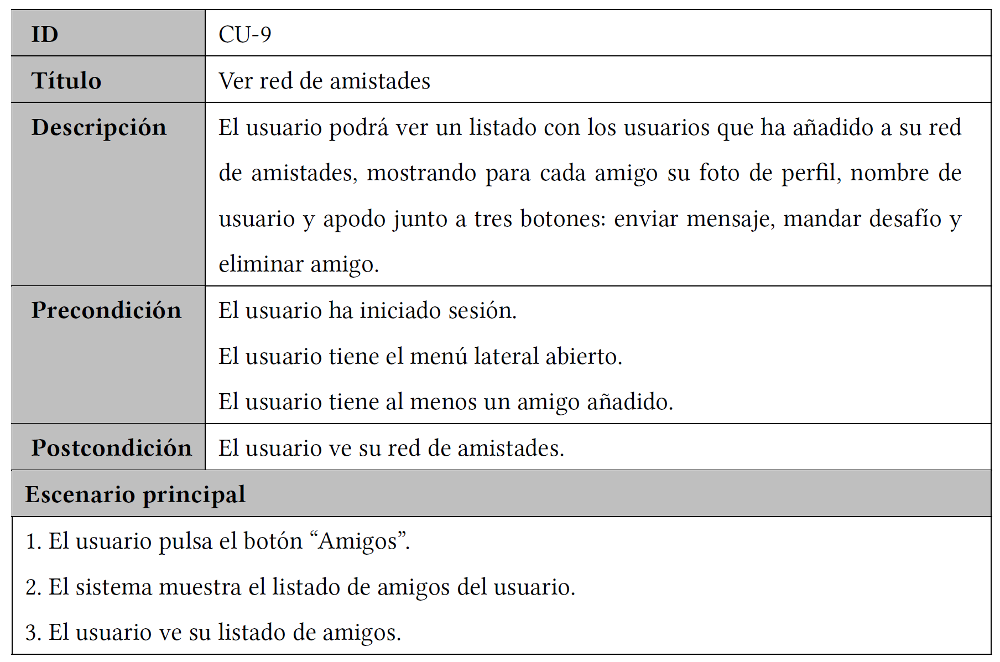 ID CU-9
Título Ver red de amistades
Descripción El usuario podrá ver un listado con los usuarios que ha añadido a su red
de amistades, mostrando para cada amigo su foto de perfil, nombre de
usuario y apodo junto a tres botones: enviar mensaje, mandar desafío y
eliminar amigo.
Precondición El usuario ha iniciado sesión.
El usuario tiene el menú lateral abierto.
El usuario tiene al menos un amigo añadido.
Postcondición El usuario ve su red de amistades.
Escenario principal
1. El usuario pulsa el botón “Amigos”.
2. El sistema muestra el listado de amigos del usuario.
3. El usuario ve su listado de amigos.